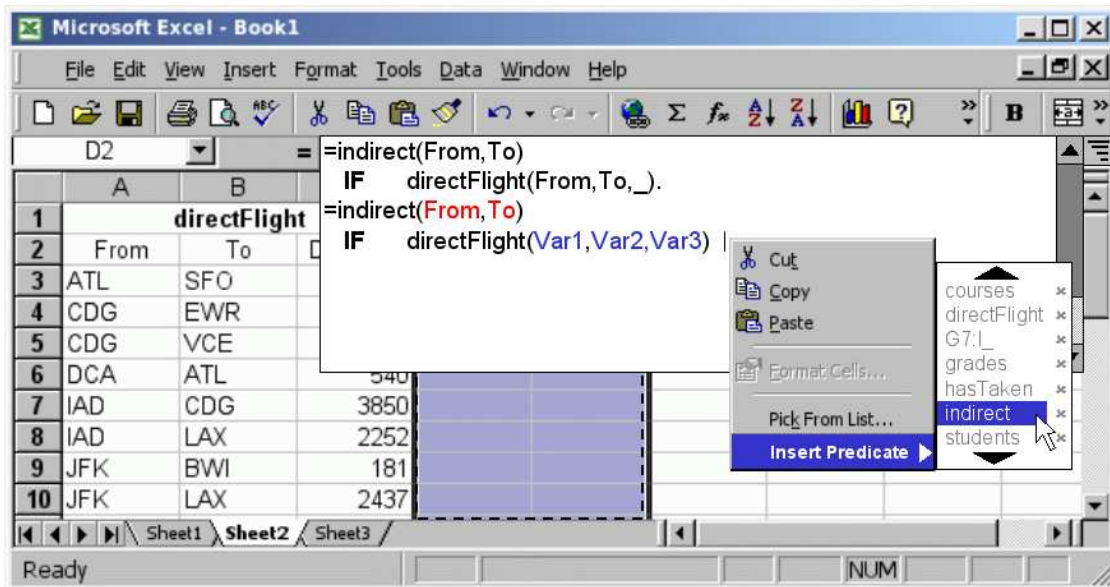 Microsoft Excel - Book1
File Edit View Insert Format Tools Data Window Help
ABC Σ fx A Z Z A ? » B a »
D2 = =indirect(From,To)
IF directFlight(From,To,_).
=indirect(From,To)
IF directFlight(Var1,Var2,Var3)
A B
1 directFlight
2 From To D
3 ATL SFO
4 CDG EWR
5 CDG VCE
6 DCA ATL 540
7 IAD CDG 3850
8 IAD LAX 2252
9 JFK BWI 181
10 JFK LAX 2437
Cut
Copy
Paste
Format Cells...
Pick From List...
Insert Predicate
courses ×
directFlight ×
G7:I_ ×
grades ×
hasTaken ×
indirect ×
students ×
Sheet1 Sheet2 Sheet3
Ready NUM